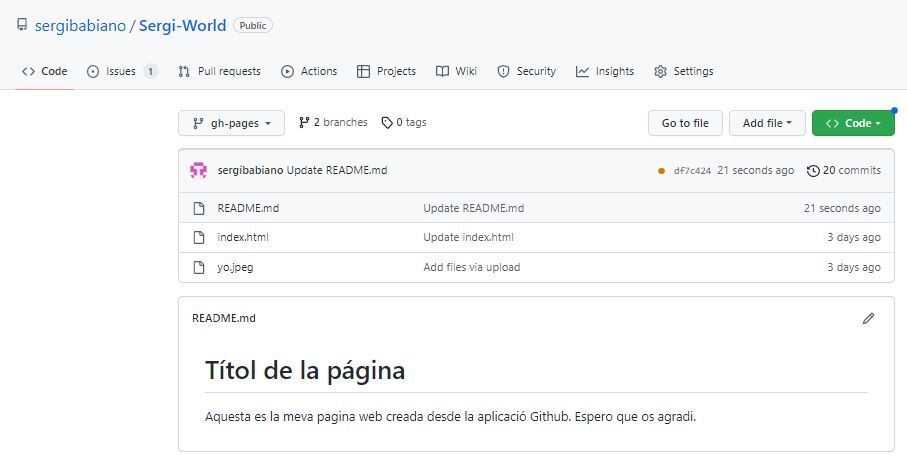 sergibabiano / Sergi-World Public
Code Issues 1 Pull requests Actions Projects Wiki Security Insights Settings
gh-pages 2 branches 0 tags Go to file Add file Code
sergibabiano Update README.md df7c424 21 seconds ago 20 commits
README.md Update README.md 21 seconds ago
index.html Update index.html 3 days ago
yo.jpeg Add files via upload 3 days ago
README.md
Títol de la página
Aquesta es la meva pagina web creada desde la aplicació Github. Espero que os agradi.